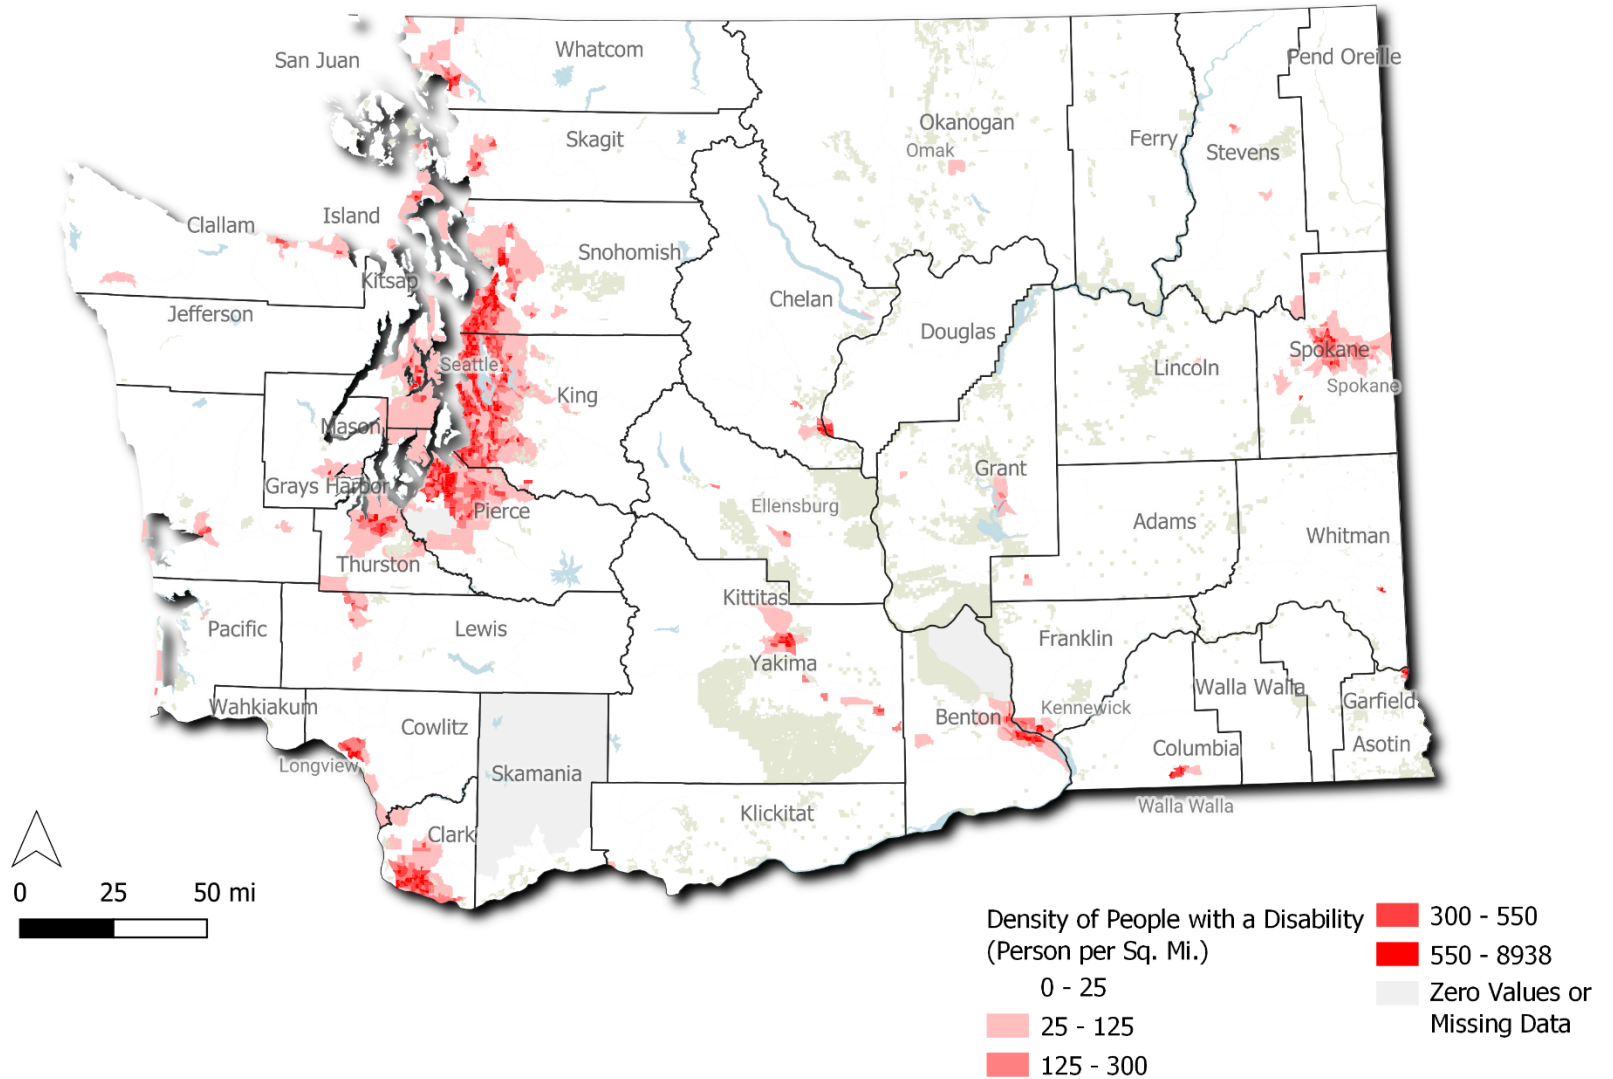 San Juan
Whatcom
Pend Oreille
Skagit
Okanogan
Omak
Ferry
Stevens
Clallam
Island
Snohomish
Kitsap
Chelan
Jefferson
Douglas
Seattle
Lincoln
Spokane
Spokane
King
Mason
Grays Harbor
Grant
Ellensburg
Pierce
Adams
Whitman
Thurston
Kittitas
Pacific
Lewis
Franklin
Yakima
Wahkiakum
Walla Walla
Garfield
Kennewick
Benton
Cowlitz
Columbia
Asotin
Longview
Skamania
Walla Walla
Klickitat
Clark
0 25 50 mi
Density of People with a Disability
(Person per Sq. Mi.)
0 - 25
25 - 125
125 - 300
300 - 550
550 - 8938
Zero Values or
Missing Data